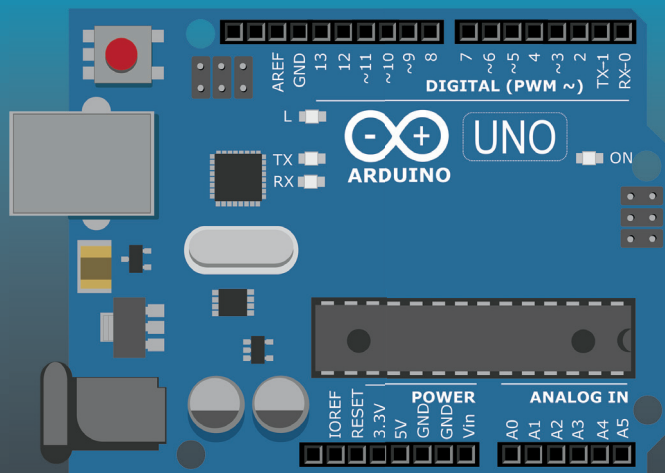 AREF
GND
13
12
~11
~10
~9
8
7
~6
~5
4
~3
2
TX-1
RX-0
DIGITAL (PWM ~)
L
TX
RX
- +
ARDUINO
UNO
ON
POWER
ANALOG IN
IOREF
RESET
3.3V
5V
GND
GND
Vin
A0
A1
A2
A3
A4
A5